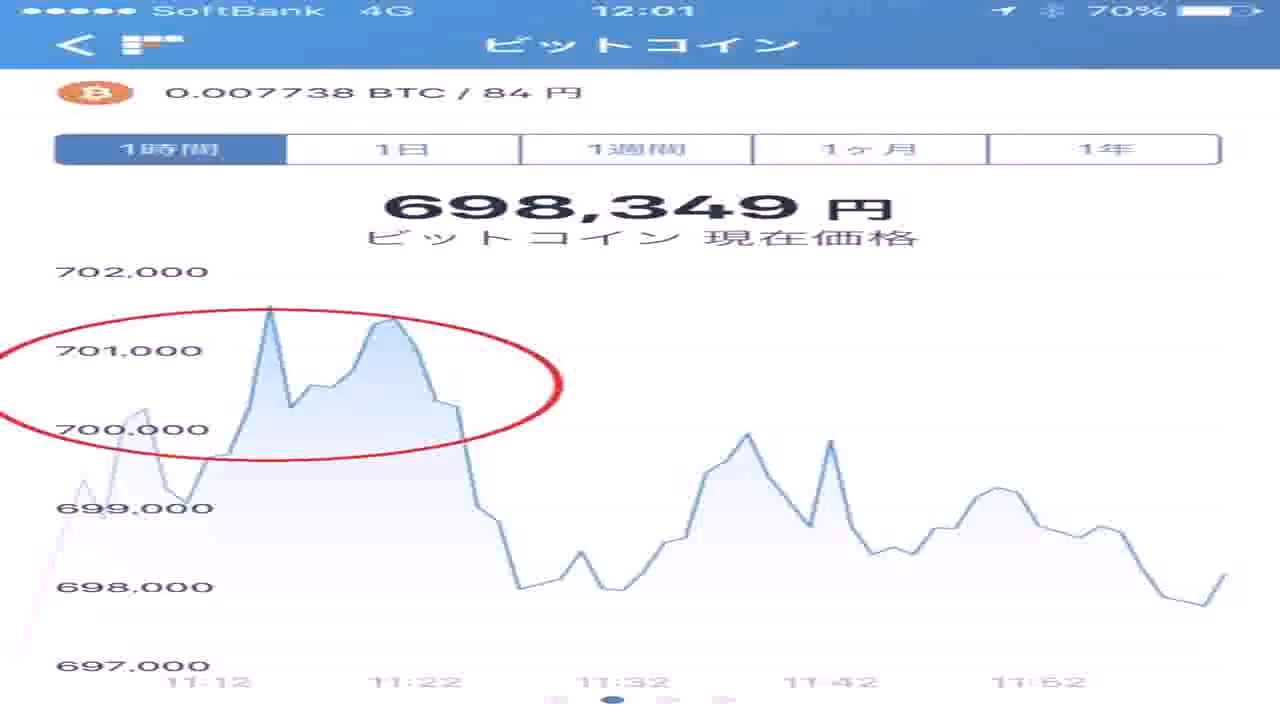 SoftBank 4G 12:01 70%
ビットコイン
0.007738 BTC / 84 円
1時間 1日 1週間 1ヶ月 1年
698,349 円
ビットコイン 現在価格
702,000
701,000
700,000
699,000
698,000
697,000
11:12 11:22 11:32 11:42 11:52